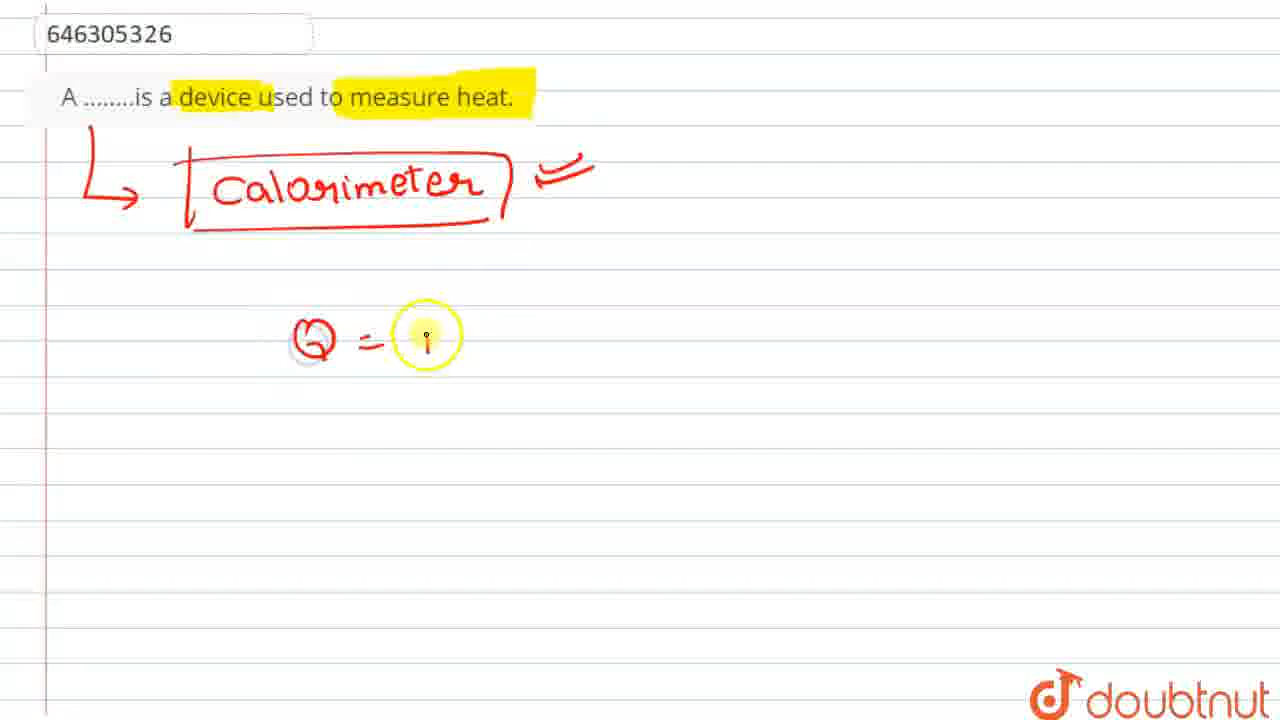 646305326
A ........is a device used to measure heat.
Calorimeter
Q =
doubtnut